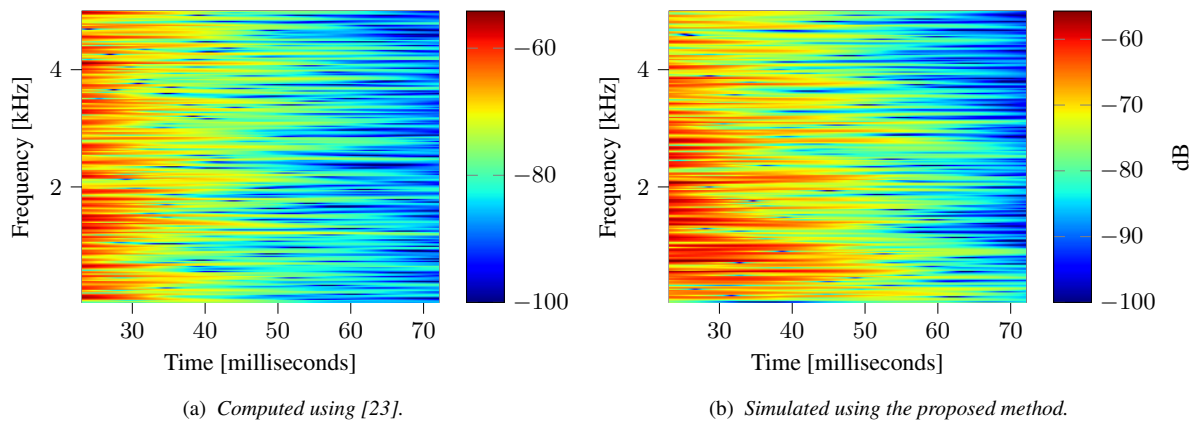 4
2
Frequency [kHz]
30 40 50 60 70
Time [milliseconds]
−60
−80
−100
(a) Computed using [23].
4
2
Frequency [kHz]
30 40 50 60 70
Time [milliseconds]
−60
−70
−80
−90
−100
dB
(b) Simulated using the proposed method.